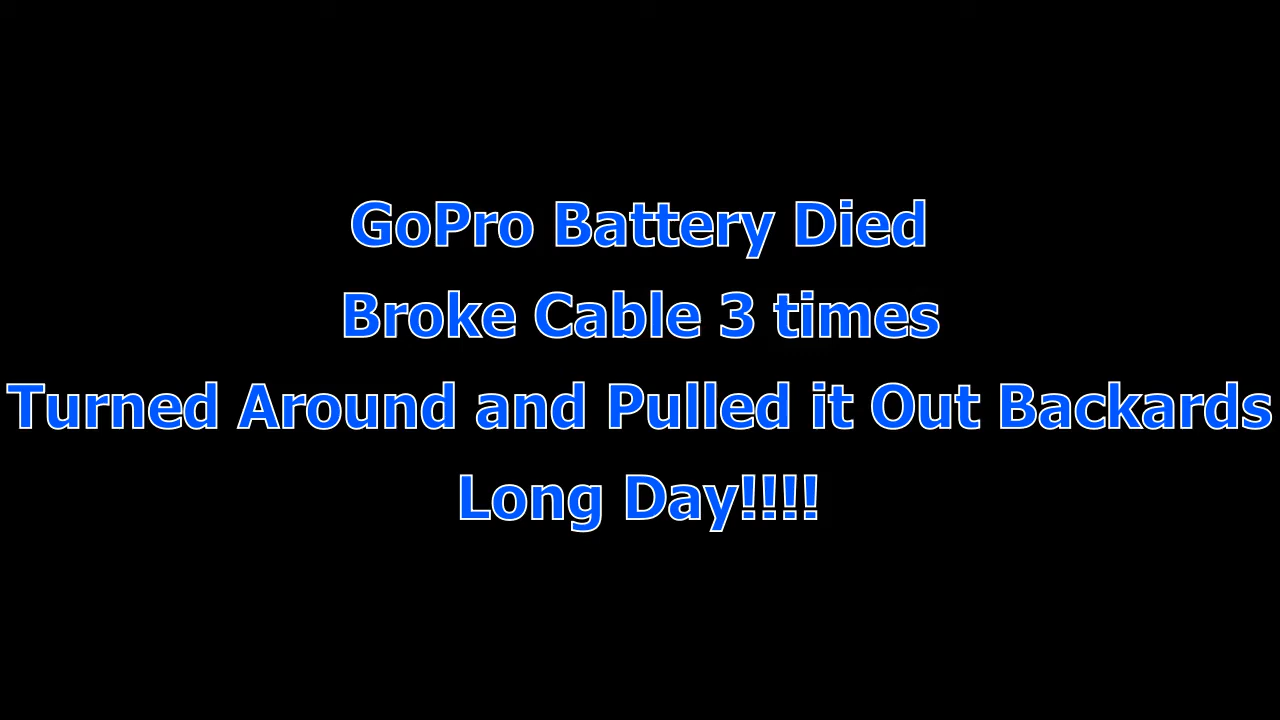 GoPro Battery Died
Broke Cable 3 times
Turned Around and Pulled it Out Backards
Long Day!!!!